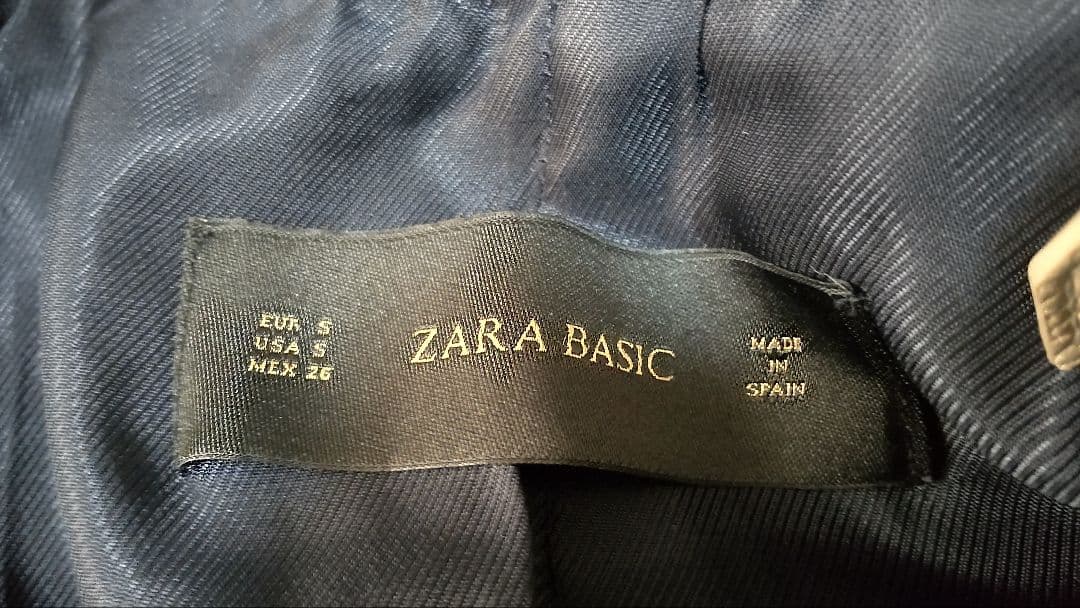 EUR S
USA S
MEX 26
ZARA BASIC
MADE
IN
SPAIN